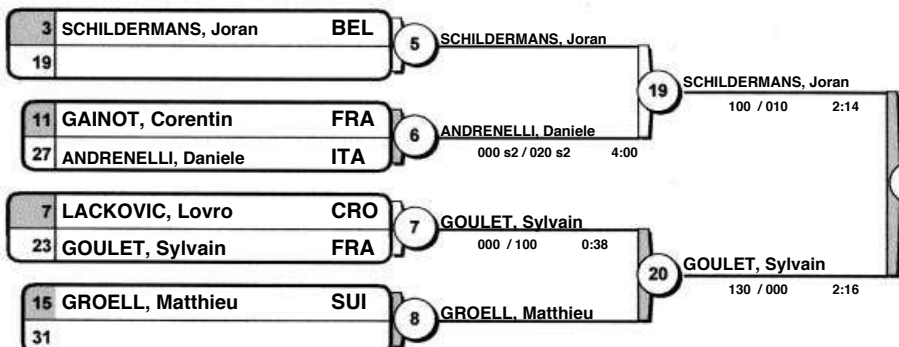 3 SCHILDERMANS, Joran BEL
19
5
SCHILDERMANS, Joran
11 GAINOT, Corentin FRA
27 ANDRENELLI, Daniele ITA
6
ANDRENELLI, Daniele
000 s2 / 020 s2 4:00
19
SCHILDERMANS, Joran
100 / 010 2:14
7 LACKOVIC, Lovro CRO
23 GOULET, Sylvain FRA
7
GOULET, Sylvain
000 / 100 0:38
15 GROELL, Matthieu SUI
31
8
GROELL, Matthieu
20
GOULET, Sylvain
130 / 000 2:16